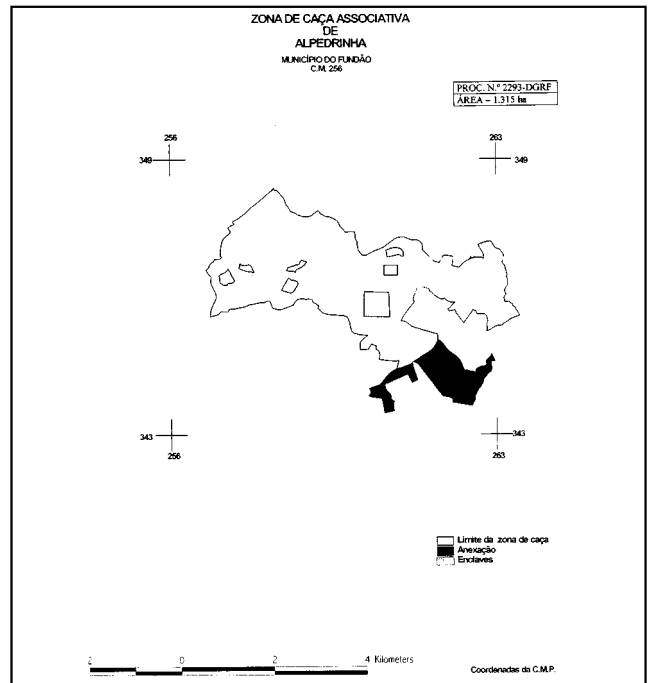 ZONA DE CAÇA ASSOCIATIVA
DE
ALPEDRINHA
MUNICÍPIO DO FUNDÃO
C.M. 256
PROC. N.º 2293-DGRF
ÁREA – 1.315 ha
256
263
349
349
343
343
256
263
Limite da zona de caça
Anexação
Enclaves
2 0 2 4 Kilometers
Coordenadas da C.M.P.